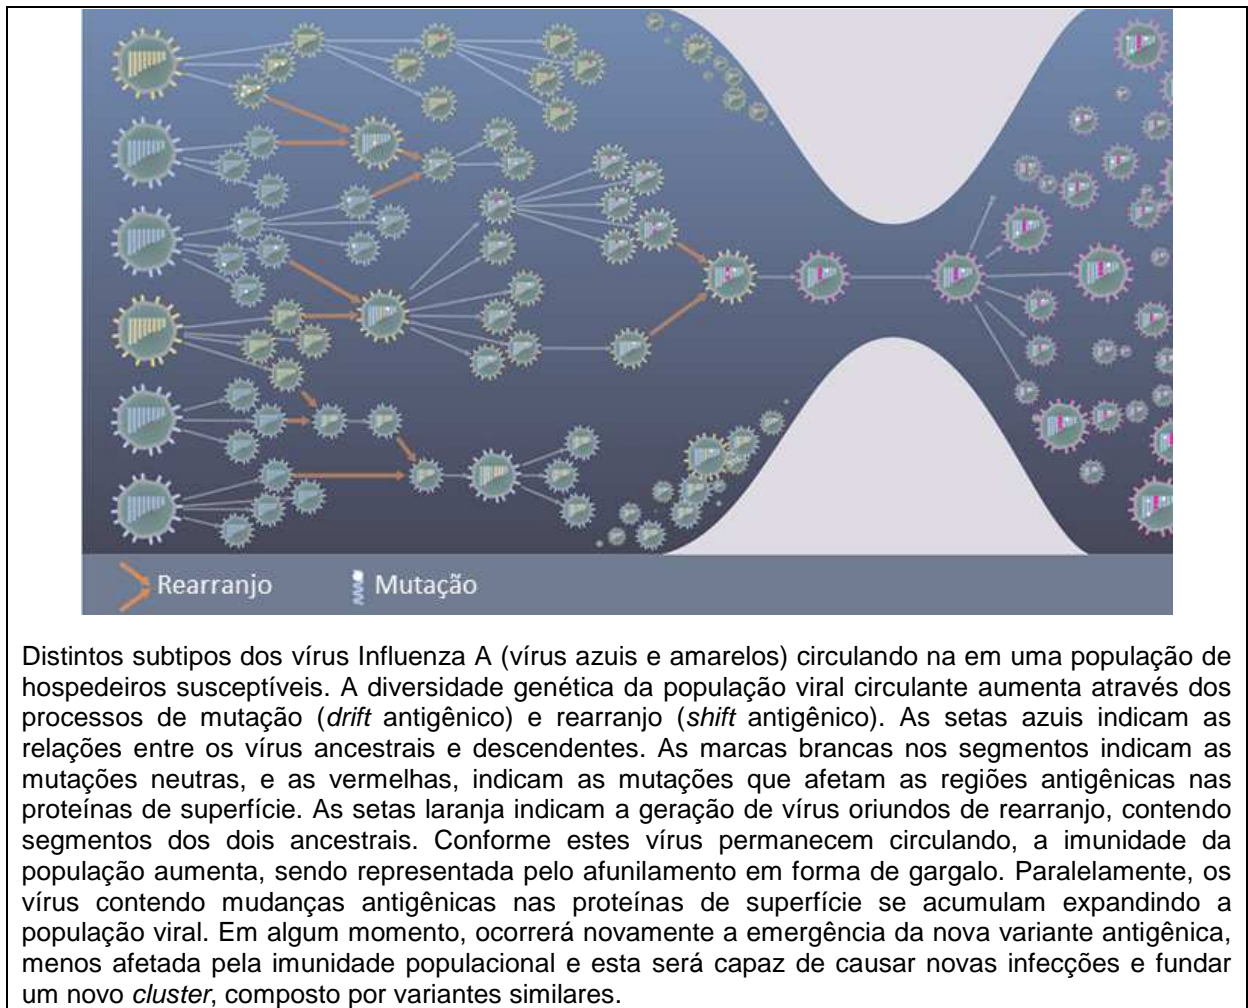 Rearranjo
Mutação
Distintos subtipos dos vírus Influenza A (vírus azuis e amarelos) circulando na em uma população de
hospedeiros susceptíveis. A diversidade genética da população viral circulante aumenta através dos
processos de mutação (drift antigênico) e rearranjo (shift antigênico). As setas azuis indicam as
relações entre os vírus ancestrais e descendentes. As marcas brancas nos segmentos indicam as
mutações neutras, e as vermelhas, indicam as mutações que afetam as regiões antigênicas nas
proteínas de superfície. As setas laranja indicam a geração de vírus oriundos de rearranjo, contendo
segmentos dos dois ancestrais. Conforme estes vírus permanecem circulando, a imunidade da
população aumenta, sendo representada pelo afunilamento em forma de gargalo. Paralelamente, os
vírus contendo mudanças antigênicas nas proteínas de superfície se acumulam expandindo a
população viral. Em algum momento, ocorrerá novamente a emergência da nova variante antigênica,
menos afetada pela imunidade populacional e esta será capaz de causar novas infecções e fundar
um novo cluster, composto por variantes similares.